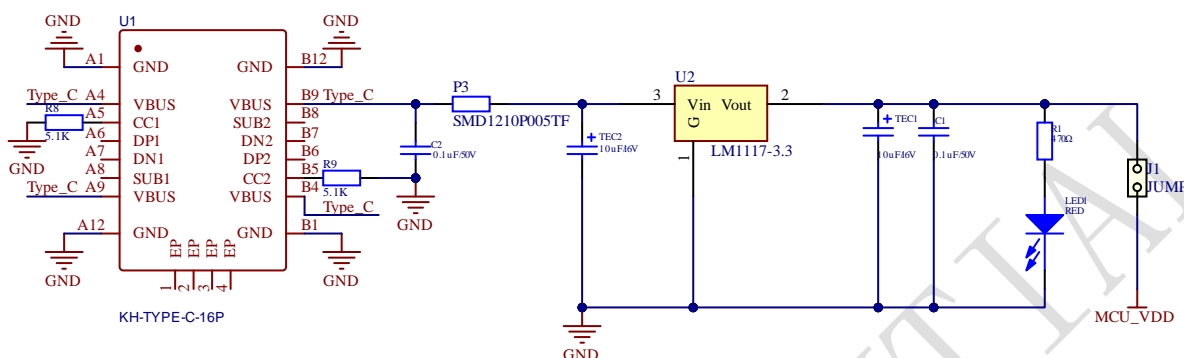 GND
U1
GND
A1
GND
GND
B12
Type_C A4
VBUS
VBUS
B9 Type_C
P3
SMD1210P005TF
U2
3
Vin Vout
2
G
1
LM1117-3.3
R8
5.1K
A5
CC1
SUB2
B8
GND
A6
DP1
DN2
B7
A7
DN1
DP2
B6
A8
SUB1
CC2
B5
R9
5.1K
Type_C A9
VBUS
VBUS
B4
Type_C
C2
0.1uF/50V
GND
TEC2
10uF/16V
TEC1
10uF/16V
C1
0.1uF/50V
R1
470Ω
J1
JUMP
LED1
RED
A12
GND
GND
B1
GND
GND
EP
EP
EP
EP
1
2
3
4
KH-TYPE-C-16P
GND
MCU_VDD